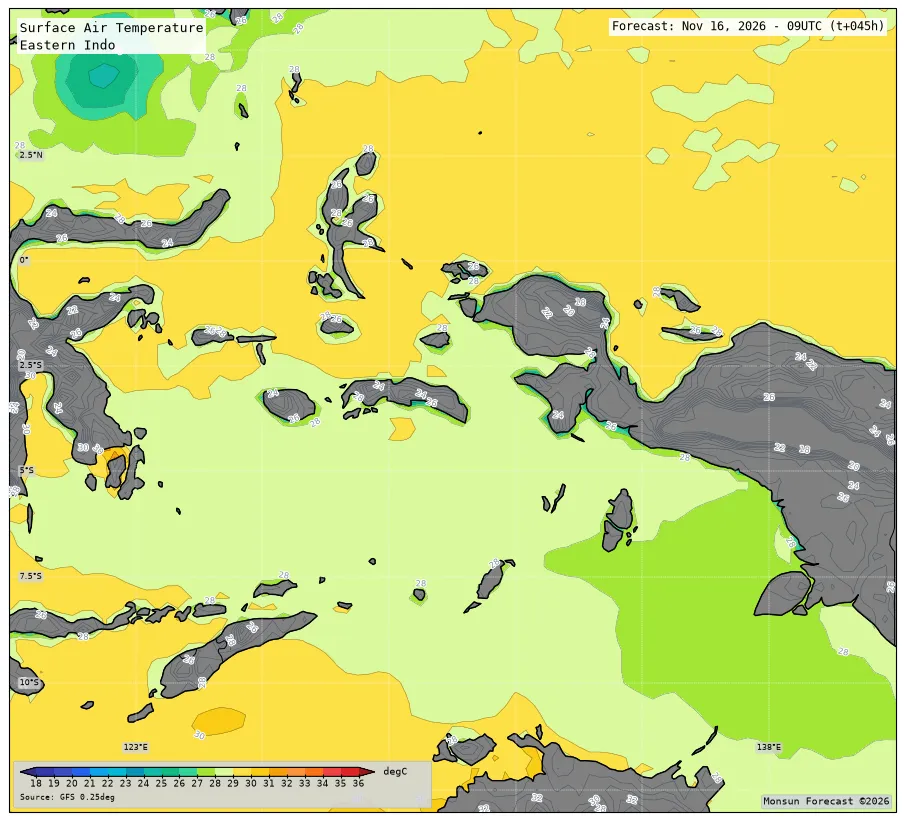 Surface Air Temperature
Eastern Indo
Forecast: Nov 16, 2026 - 09UTC (t+045h)
2.5°N
0°
2.5°S
5°S
7.5°S
10°S
123°E
138°E
degC
18 19 20 21 22 23 24 25 26 27 28 29 30 31 32 33 34 35 36
Source: GFS 0.25deg
Monsun Forecast ©2026